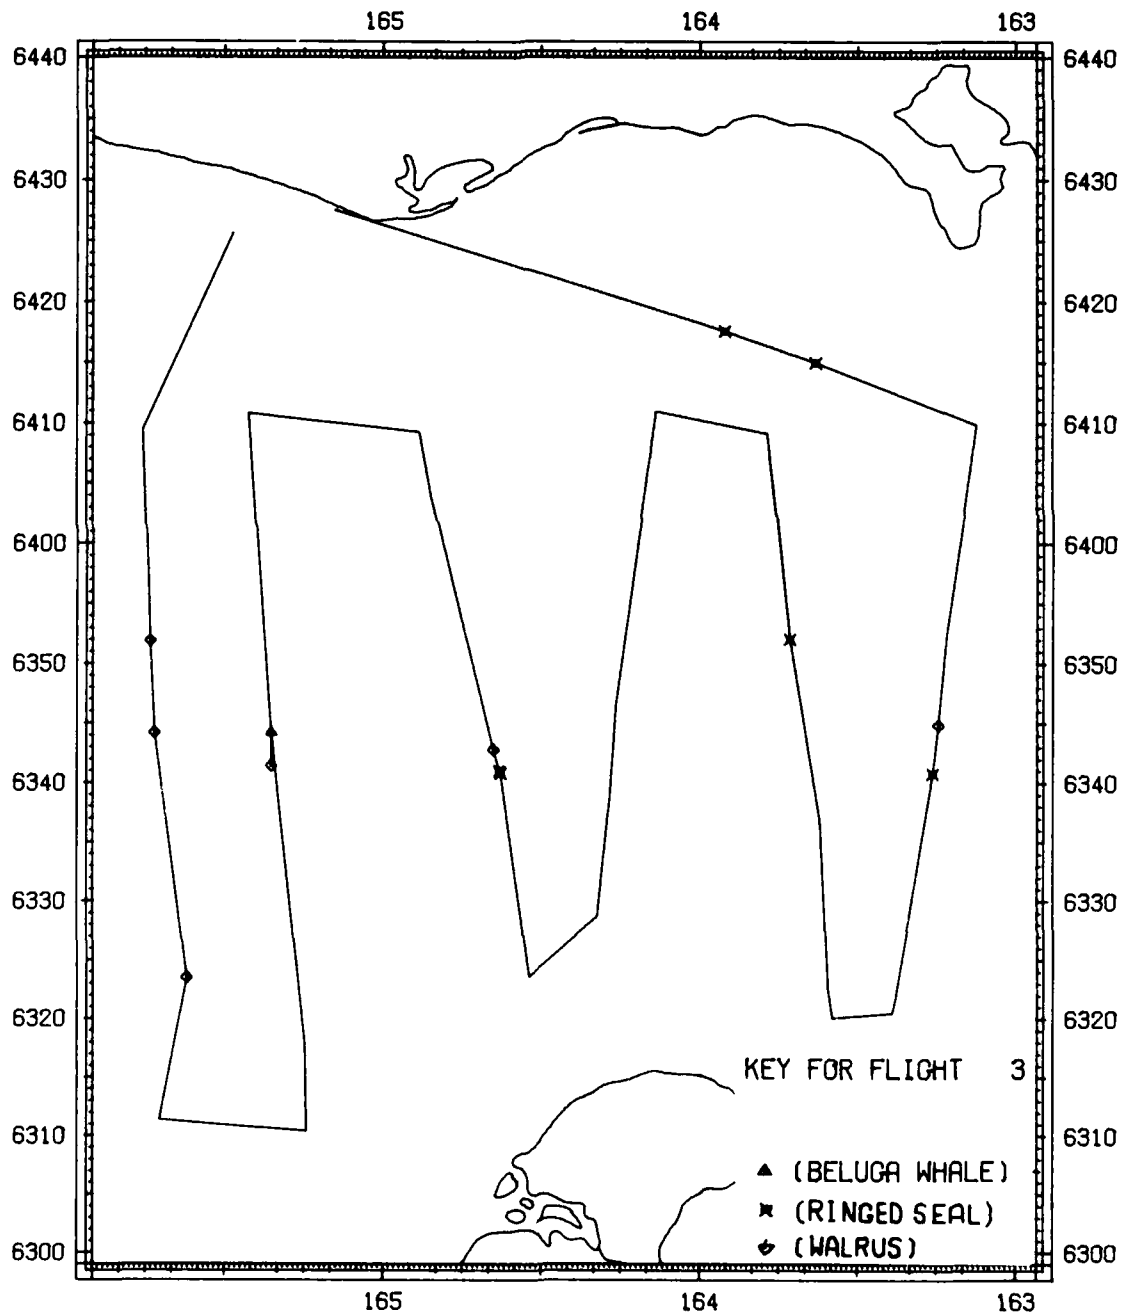 165 164 163
6440 6440
6430 6430
6420 6420
6410 6410
6400 6400
6350 6350
6340 6340
6330 6330
6320 6320
KEY FOR FLIGHT 3
6310 6310
(BELUGA WHALE)
(RINGED SEAL)
(WALRUS)
6300 6300
165 164 163